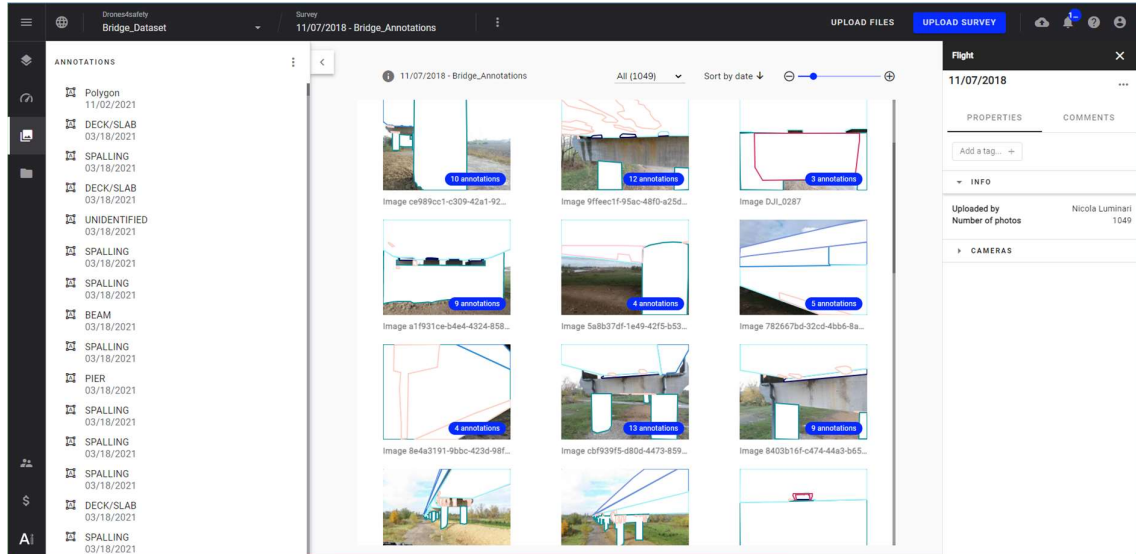 Drones4safety
Bridge_Dataset
Survey
11/07/2018 - Bridge_Annotations
UPLOAD FILES
UPLOAD SURVEY
1...
ANNOTATIONS
Polygon
11/02/2021
DECK/SLAB
03/18/2021
SPALLING
03/18/2021
DECK/SLAB
03/18/2021
UNIDENTIFIED
03/18/2021
SPALLING
03/18/2021
SPALLING
03/18/2021
BEAM
03/18/2021
SPALLING
03/18/2021
PIER
03/18/2021
SPALLING
03/18/2021
SPALLING
03/18/2021
SPALLING
03/18/2021
DECK/SLAB
03/18/2021
SPALLING
03/18/2021
$
A
11/07/2018 - Bridge_Annotations
All (1049)
Sort by date
10 annotations
12 annotations
3 annotations
Image ce989cc1-c309-42a1-92...
Image 9ffeec1f-95ac-48f0-a25d...
Image DJI_0287
9 annotations
4 annotations
5 annotations
Image a1f931ce-b4e4-4324-858...
Image 5a8b37df-1e49-42f5-b53...
Image 782667bd-32cd-4bb6-8a...
4 annotations
13 annotations
9 annotations
Image 8e4a3191-9bbc-423d-98f...
Image cbf939f5-d80d-4473-859...
Image 8403b16f-c474-44a3-b65...
Flight
11/07/2018
...
PROPERTIES
COMMENTS
Add a tag... +
INFO
Uploaded by Nicola Luminari
Number of photos 1049
CAMERAS